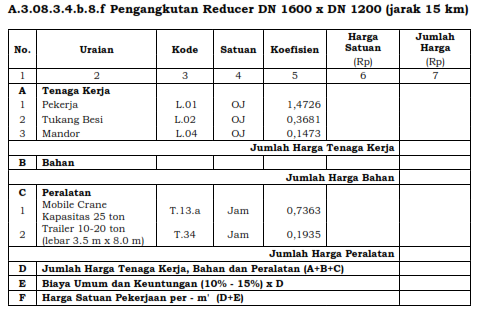 A.3.08.3.4.b.8.f Pengangkutan Reducer DN 1600 x DN 1200 (jarak 15 km)
No. Uraian Kode Satuan Koefisien Harga Satuan (Rp) Jumlah Harga (Rp)
1 2 3 4 5 6 7
A Tenaga Kerja
1 Pekerja L.01 OJ 1,4726
2 Tukang Besi L.02 OJ 0,3681
3 Mandor L.04 OJ 0,1473
Jumlah Harga Tenaga Kerja
B Bahan
Jumlah Harga Bahan
C Peralatan
1 Mobile Crane Kapasitas 25 ton T.13.a Jam 0,7363
2 Trailer 10-20 ton (lebar 3.5 m x 8.0 m) T.34 Jam 0,1935
Jumlah Harga Peralatan
D Jumlah Harga Tenaga Kerja, Bahan dan Peralatan (A+B+C)
E Biaya Umum dan Keuntungan (10% - 15%) x D
F Harga Satuan Pekerjaan per - m' (D+E)